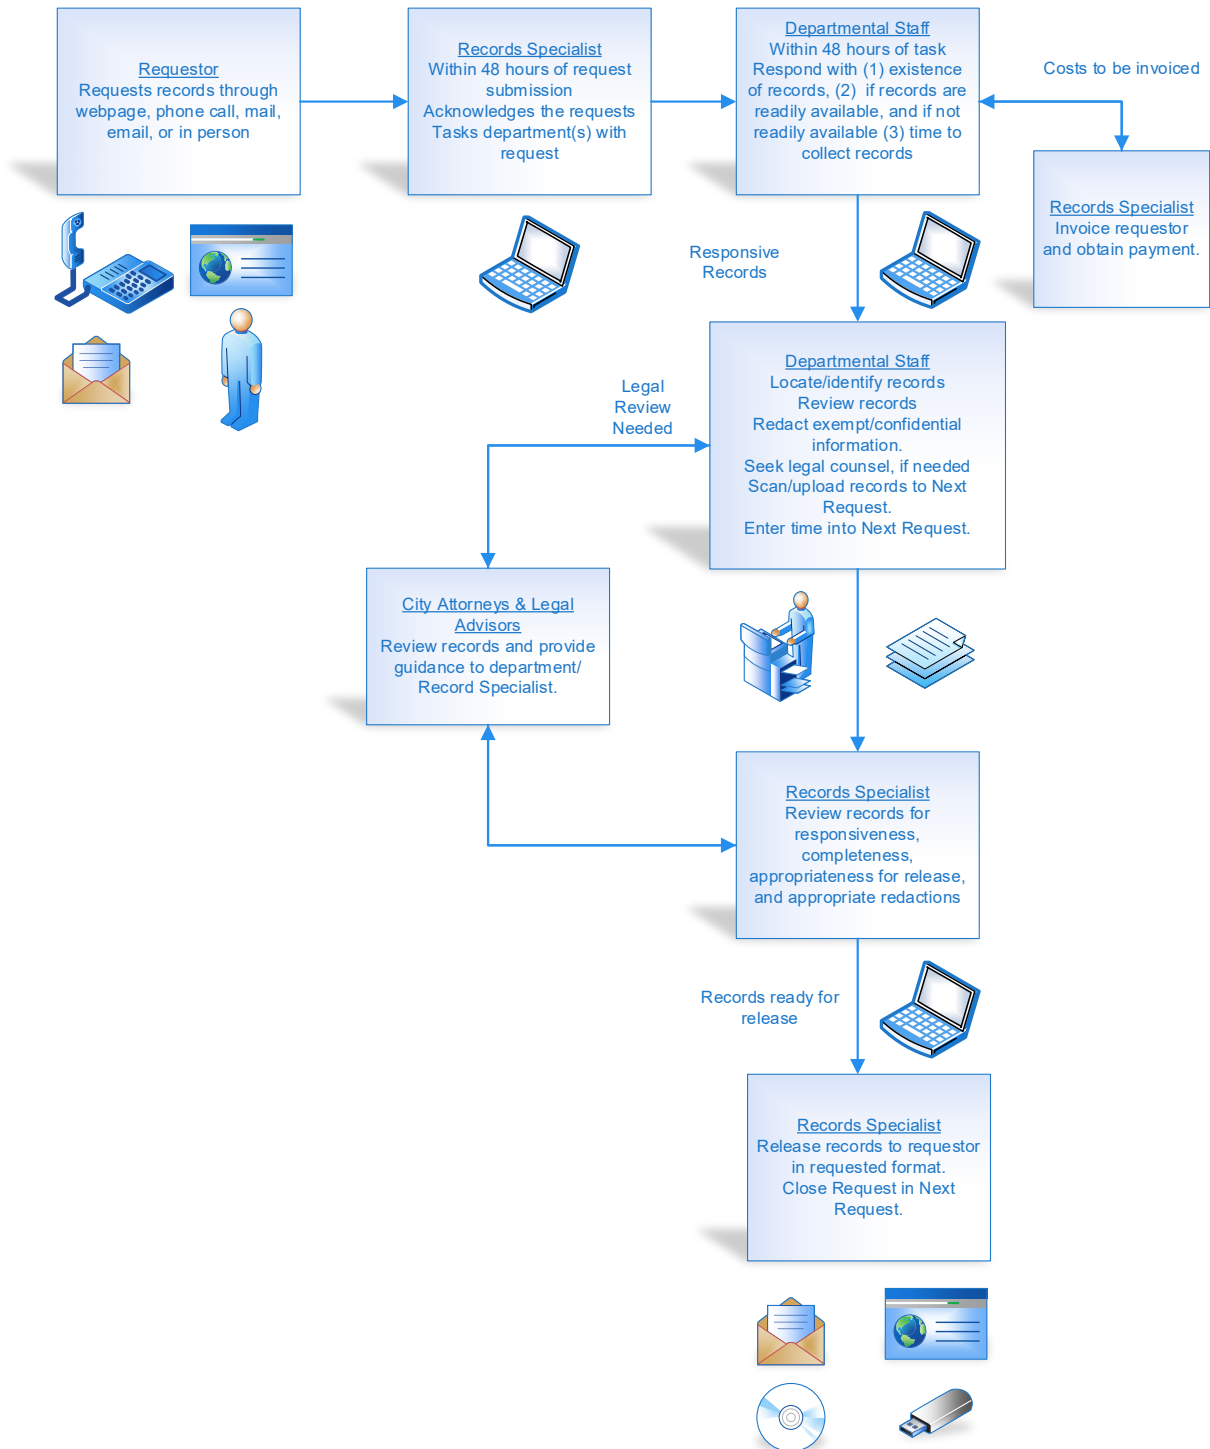 Requestor
Requests records through
webpage, phone call, mail,
email, or in person
Records Specialist
Within 48 hours of request
submission
Acknowledges the requests
Tasks department(s) with
request
Departmental Staff
Within 48 hours of task
Respond with (1) existence
of records, (2) if records are
readily available, and if not
readily available (3) time to
collect records
Costs to be invoiced
Records Specialist
Invoice requestor
and obtain payment.
Responsive
Records
Departmental Staff
Locate/identify records
Review records
Redact exempt/confidential
information.
Seek legal counsel, if needed
Scan/upload records to Next
Request.
Enter time into Next Request.
Legal
Review
Needed
City Attorneys & Legal
Advisors
Review records and provide
guidance to department/
Record Specialist.
Records Specialist
Review records for
responsiveness,
completeness,
appropriateness for release,
and appropriate redactions
Records ready for
release
Records Specialist
Release records to requestor
in requested format.
Close Request in Next
Request.